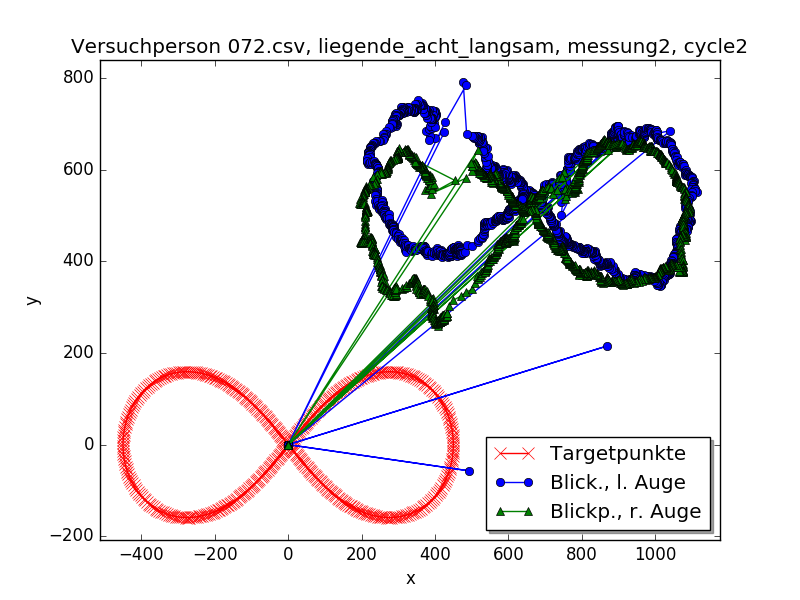 Versuchperson 072.csv, liegende_acht_langsam, messung2, cycle2
800
600
400
200
0
−200
y
−400 −200 0 200 400 600 800 1000
x
Targetpunkte
Blick., l. Auge
Blickp., r. Auge